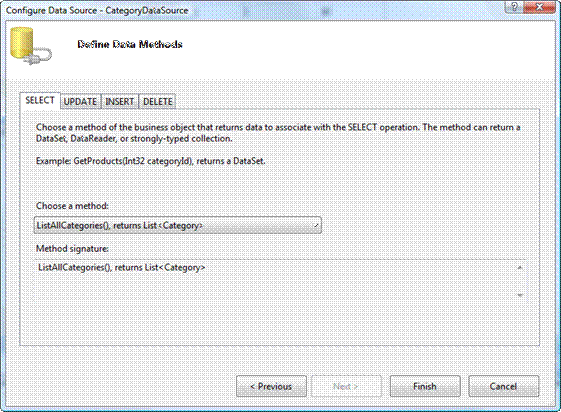 Configure Data Source - CategoryDataSource
Define Data Methods
SELECT UPDATE INSERT DELETE
Choose a method of the business object that returns data to associate with the SELECT operation. The method can return a
DataSet, DataReader, or strongly-typed collection.
Example: GetProducts(Int32 categoryId), returns a DataSet.
Choose a method:
ListAllCategories(), returns List<Category>
Method signature:
ListAllCategories(), returns List<Category>
< Previous Next > Finish Cancel